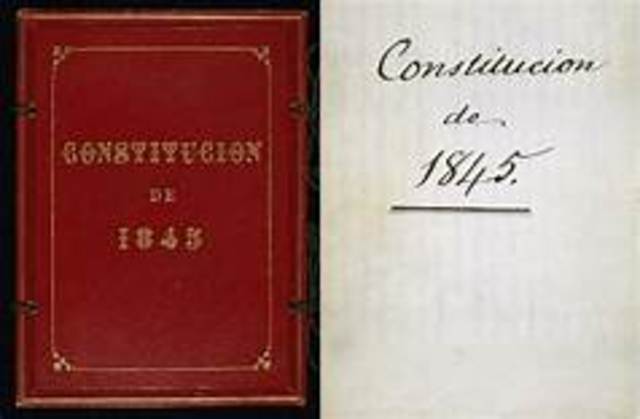 CONSTITUCION
DE
1845
Constitucion
de
1845.